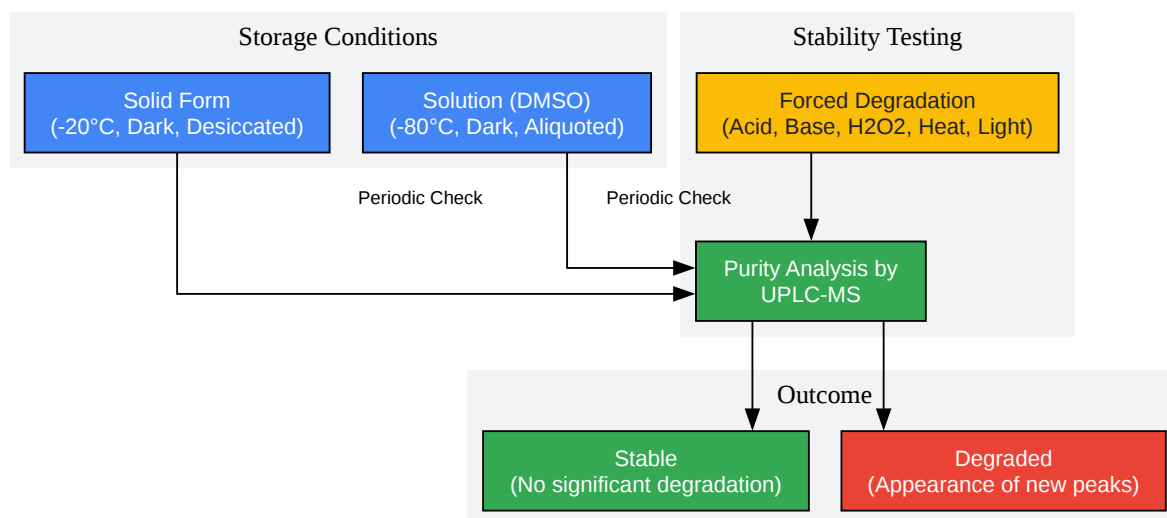 Storage Conditions
Stability Testing
Solid Form
(-20°C, Dark, Desiccated)
Solution (DMSO)
(-80°C, Dark, Aliquoted)
Forced Degradation
(Acid, Base, H2O2, Heat, Light)
Periodic Check
Periodic Check
Purity Analysis by
UPLC-MS
Outcome
Stable
(No significant degradation)
Degraded
(Appearance of new peaks)